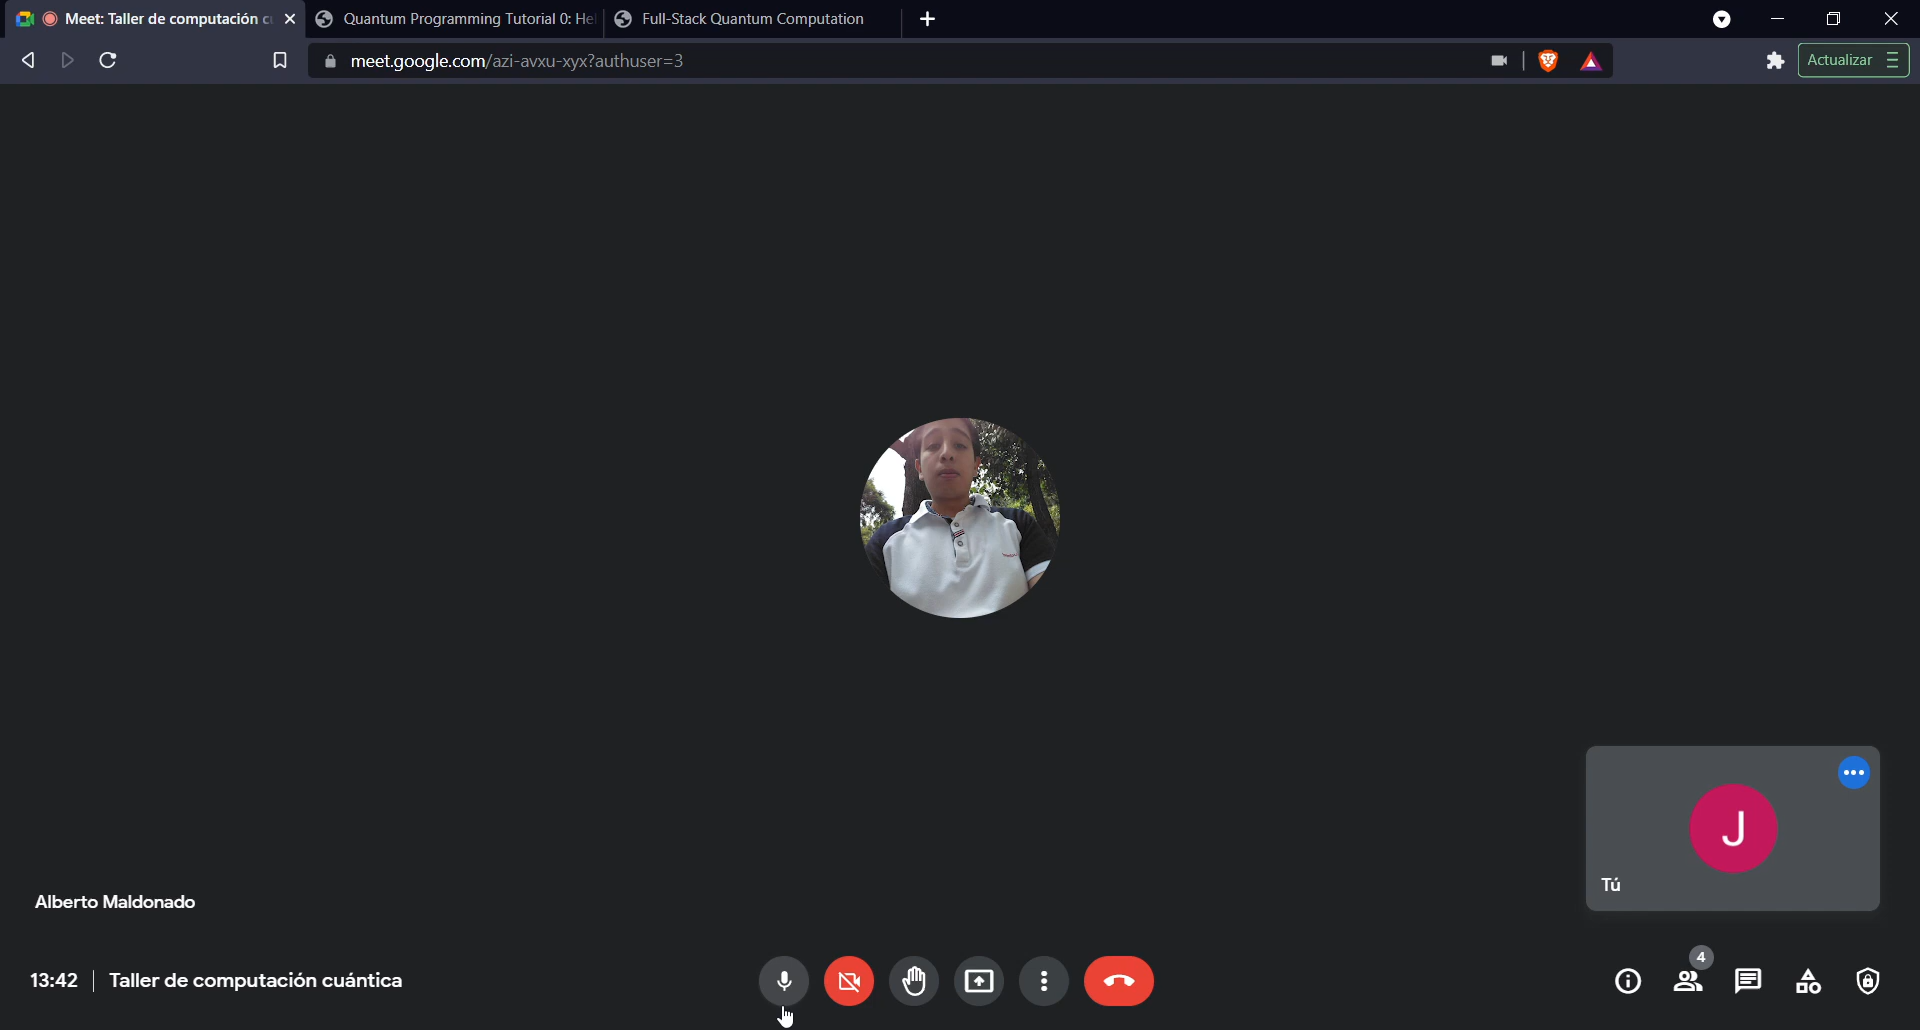 Meet: Taller de computación c
Quantum Programming Tutorial 0: He
Full-Stack Quantum Computation
meet.google.com/azi-avxu-xyx?authuser=3
Actualizar
J
Tú
Alberto Maldonado
13:42
Taller de computación cuántica
4